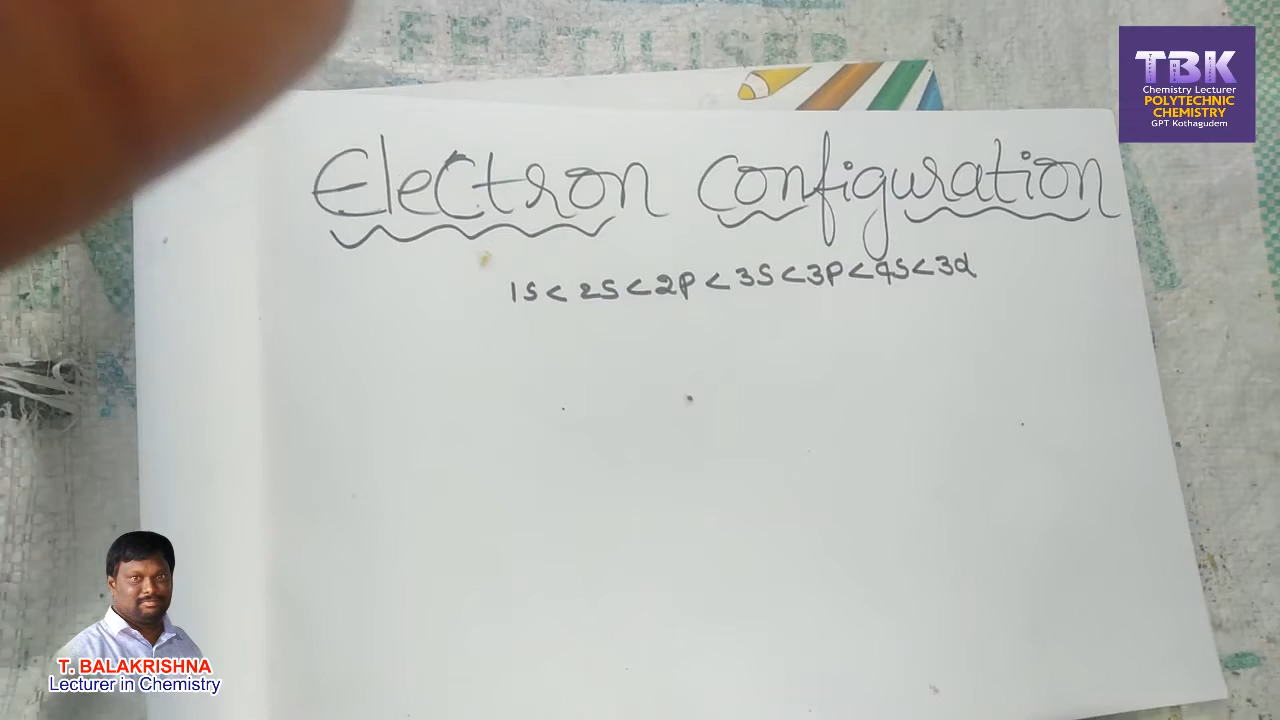 FERTILISER
TBK
Chemistry Lecturer
POLYTECHNIC
CHEMISTRY
GPT Kothagudem
Electron Configuration
1S < 2S < 2P < 3S < 3P < 4S < 3d
T. BALAKRISHNA
Lecturer in Chemistry